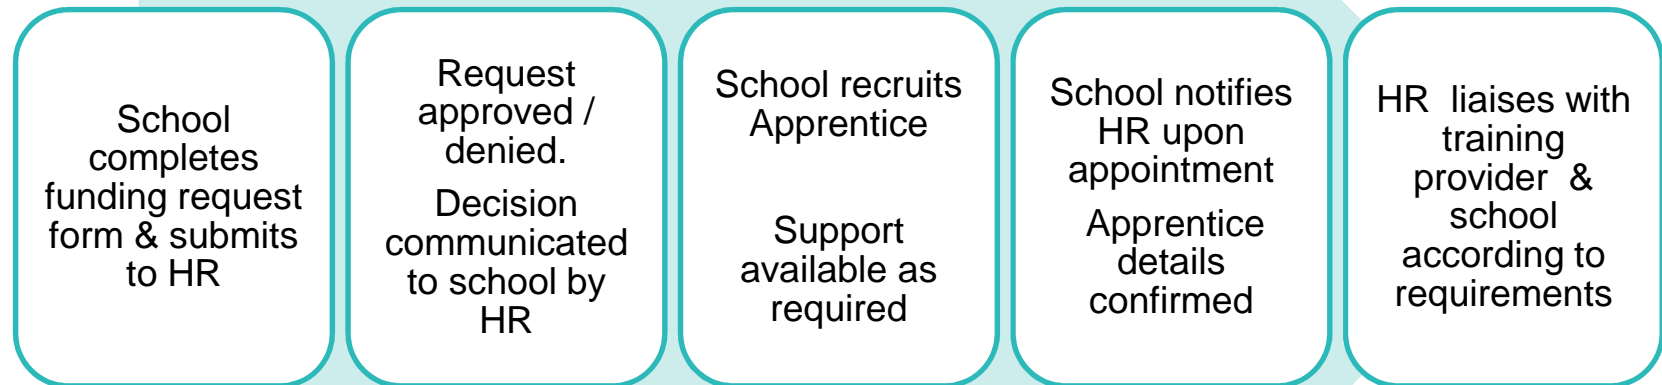 School
completes
funding request
form & submits
to HR
Request
approved /
denied.
Decision
communicated
to school by
HR
School recruits
Apprentice
Support
available as
required
School notifies
HR upon
appointment
Apprentice
details
confirmed
HR  liaises with
training
provider  &
school
according to
requirements